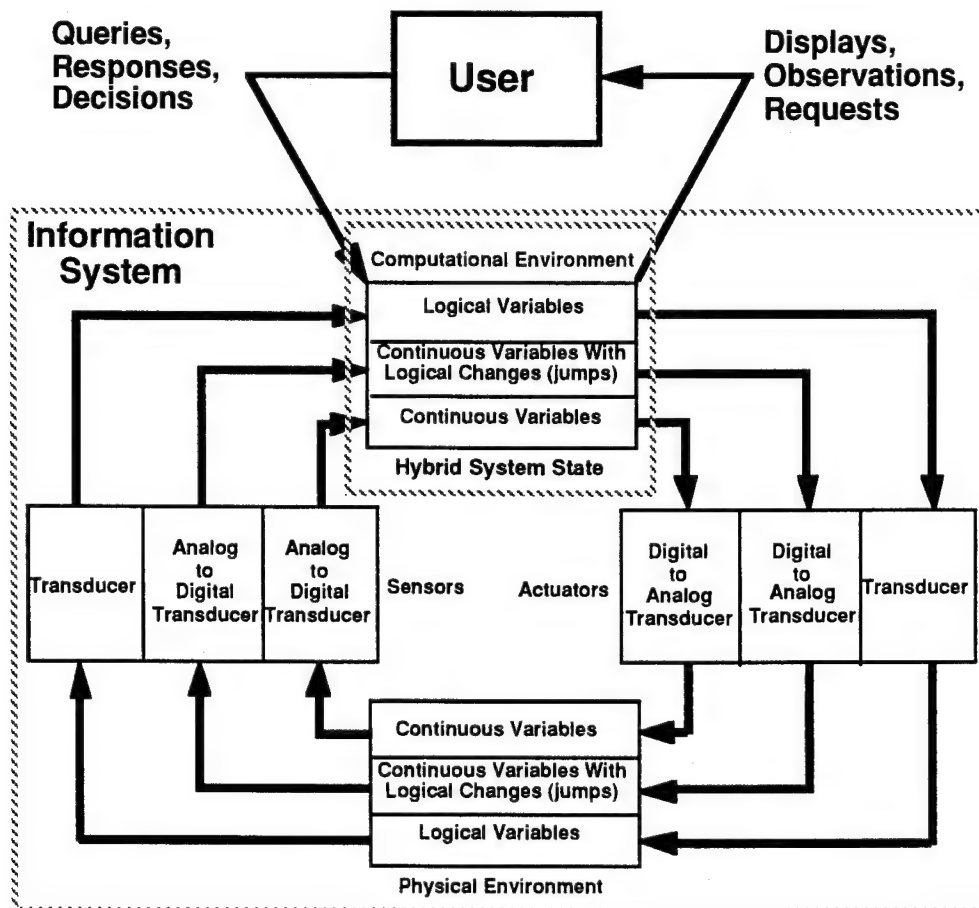 Queries,
Responses,
Decisions
User
Displays,
Observations,
Requests
Information
System
Computational Environment
Logical Variables
Continuous Variables With
Logical Changes (jumps)
Continuous Variables
Hybrid System State
Transducer
Analog
to
Digital
Transducer
Analog
to
Digital
Transducer
Sensors
Actuators
Digital
to
Analog
Transducer
Digital
to
Analog
Transducer
Transducer
Continuous Variables
Continuous Variables With
Logical Changes (jumps)
Logical Variables
Physical Environment